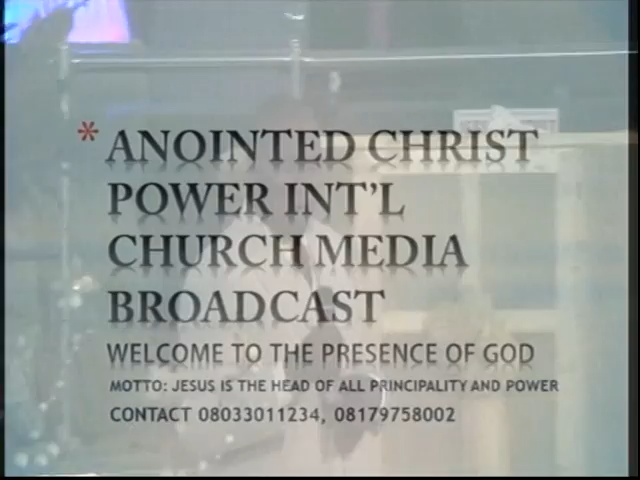 * ANOINTED CHRIST
POWER INT'L
CHURCH MEDIA
BROADCAST
WELCOME TO THE PRESENCE OF GOD
MOTTO: JESUS IS THE HEAD OF ALL PRINCIPALITY AND POWER
CONTACT 08033011234, 08179758002